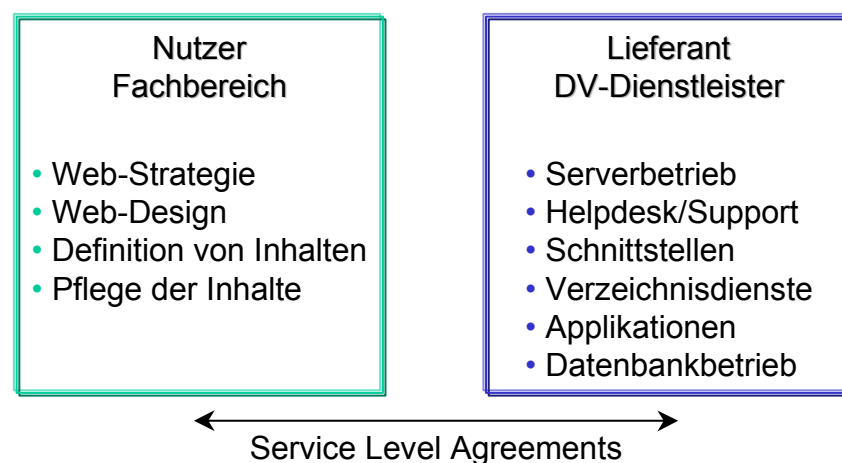 Nutzer
Fachbereich
• Web-Strategie
• Web-Design
• Definition von Inhalten
• Pflege der Inhalte
Lieferant
DV-Dienstleister
• Serverbetrieb
• Helpdesk/Support
• Schnittstellen
• Verzeichnisdienste
• Applikationen
• Datenbankbetrieb
Service Level Agreements